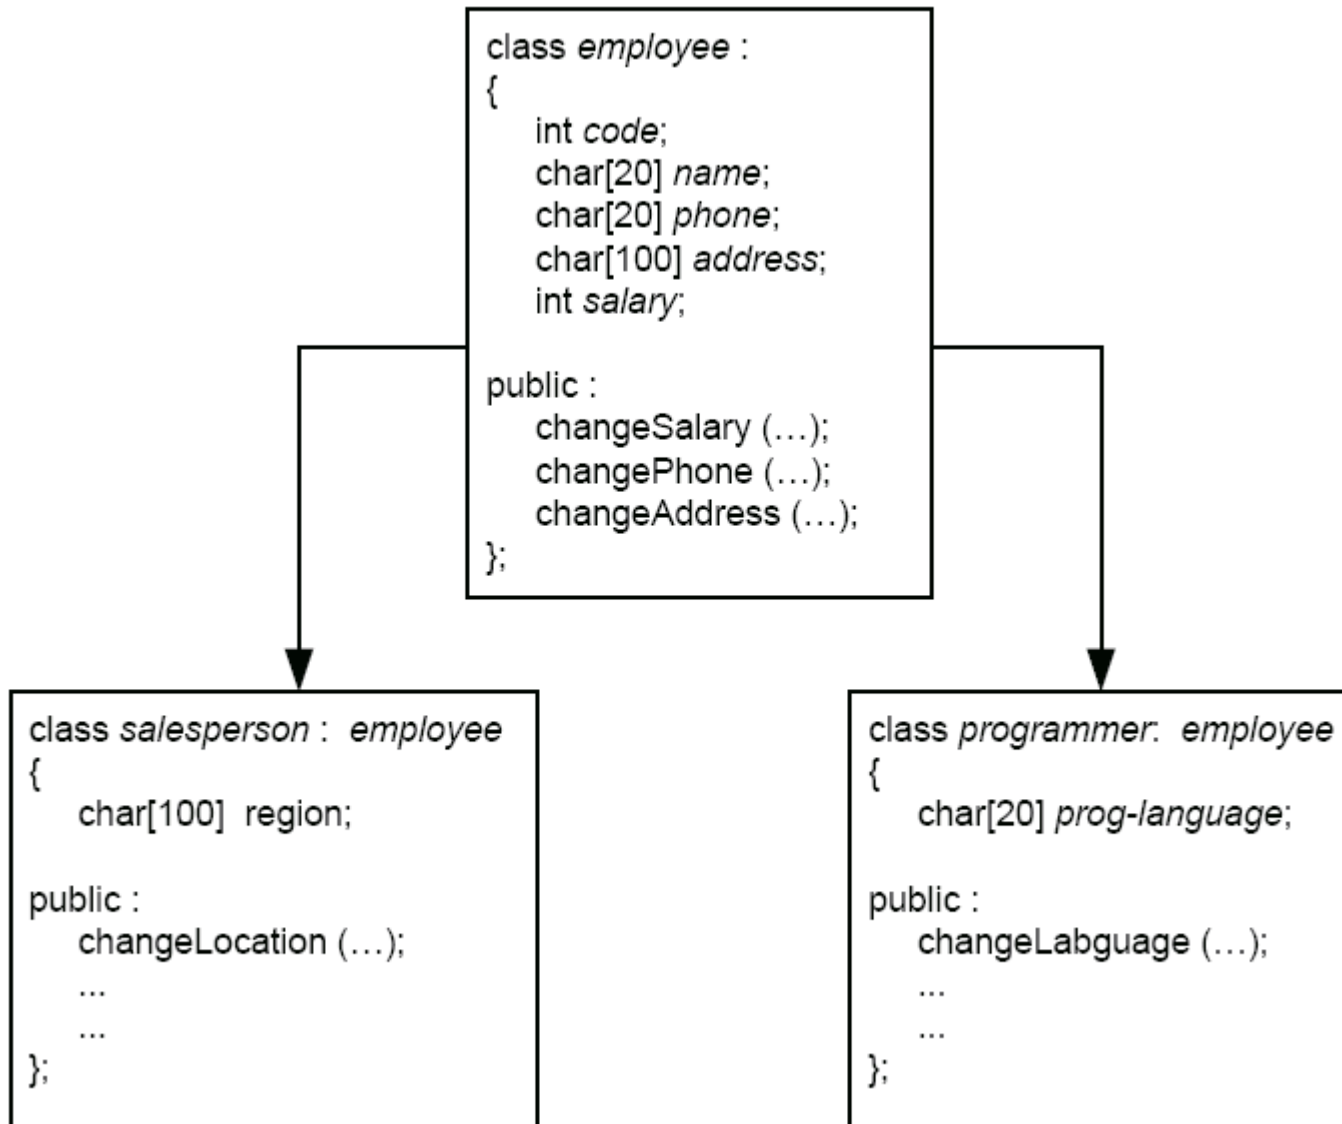 class employee :
{
int code;
char[20] name;
char[20] phone;
char[100] address;
int salary;
public :
changeSalary (…);
changePhone (…);
changeAddress (…);
};
class salesperson : employee
{
char[100] region;
public :
changeLocation (…);
...
...
};
class programmer: employee
{
char[20] prog-language;
public :
changeLabguage (…);
...
...
};